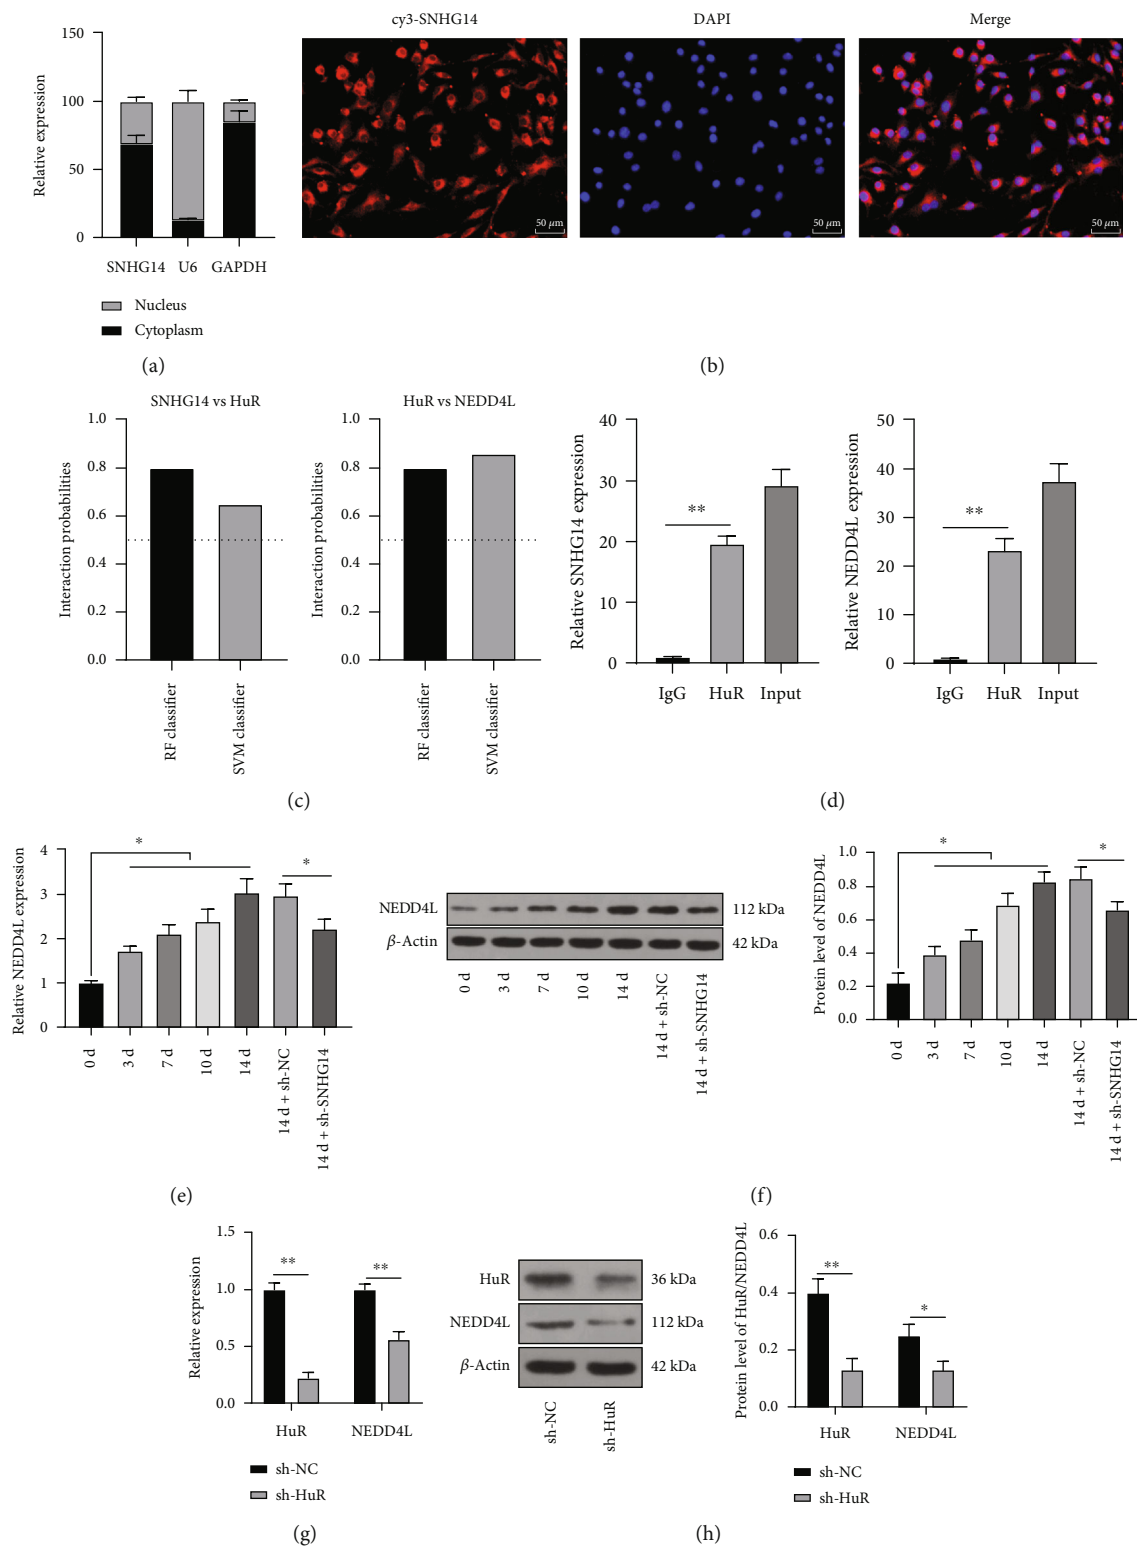 150
100
50
0
Relative expression
SNHG14 U6 GAPDH
Nucleus
Cytoplasm
(a)
cy3-SNHG14
DAPI
Merge
50 μm
50 μm
50 μm
(b)
SNHG14 vs HuR
1.0
0.8
0.6
0.4
0.2
0.0
Interaction probabilities
RF classifier
SVM classifier
HuR vs NEDD4L
1.0
0.8
0.6
0.4
0.2
0.0
Interaction probabilities
RF classifier
SVM classifier
(c)
40
30
20
10
0
Relative SNHG14 expression
**
IgG HuR Input
50
40
30
20
10
0
Relative NEDD4L expression
**
IgG HuR Input
(d)
4
3
2
1
0
Relative NEDD4L expression
*
*
0 d
3 d
7 d
10 d
14 d
14 d + sh-NC
14 d + sh-SNHG14
(e)
NEDD4L 112 kDa
β-Actin 42 kDa
0 d
3 d
7 d
10 d
14 d
14 d + sh-NC
14 d + sh-SNHG14
1.0
0.8
0.6
0.4
0.2
0.0
Protein level of NEDD4L
*
*
0 d
3 d
7 d
10 d
14 d
14 d + sh-NC
14 d + sh-SNHG14
(f)
1.5
1.0
0.5
0.0
Relative expression
**
**
HuR NEDD4L
sh-NC
sh-HuR
(g)
HuR 36 kDa
NEDD4L 112 kDa
β-Actin 42 kDa
sh-NC
sh-HuR
0.6
0.4
0.2
0.0
Protein level of HuR/NEDD4L
**
*
HuR NEDD4L
sh-NC
sh-HuR
(h)